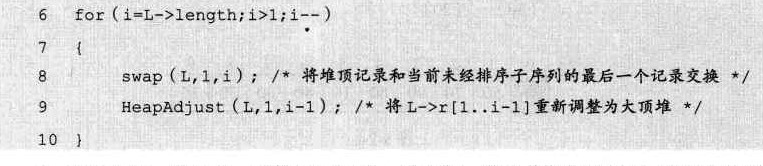 6 for(i=L->length;i>1;i--)
7 {
8 swap(L,1,i); /* 将堆顶记录和当前未经排序子序列的最后一个记录交换 */
9 HeapAdjust(L,1,i-1); /* 将L->r[1..i-1]重新调整为大顶堆 */
10 }